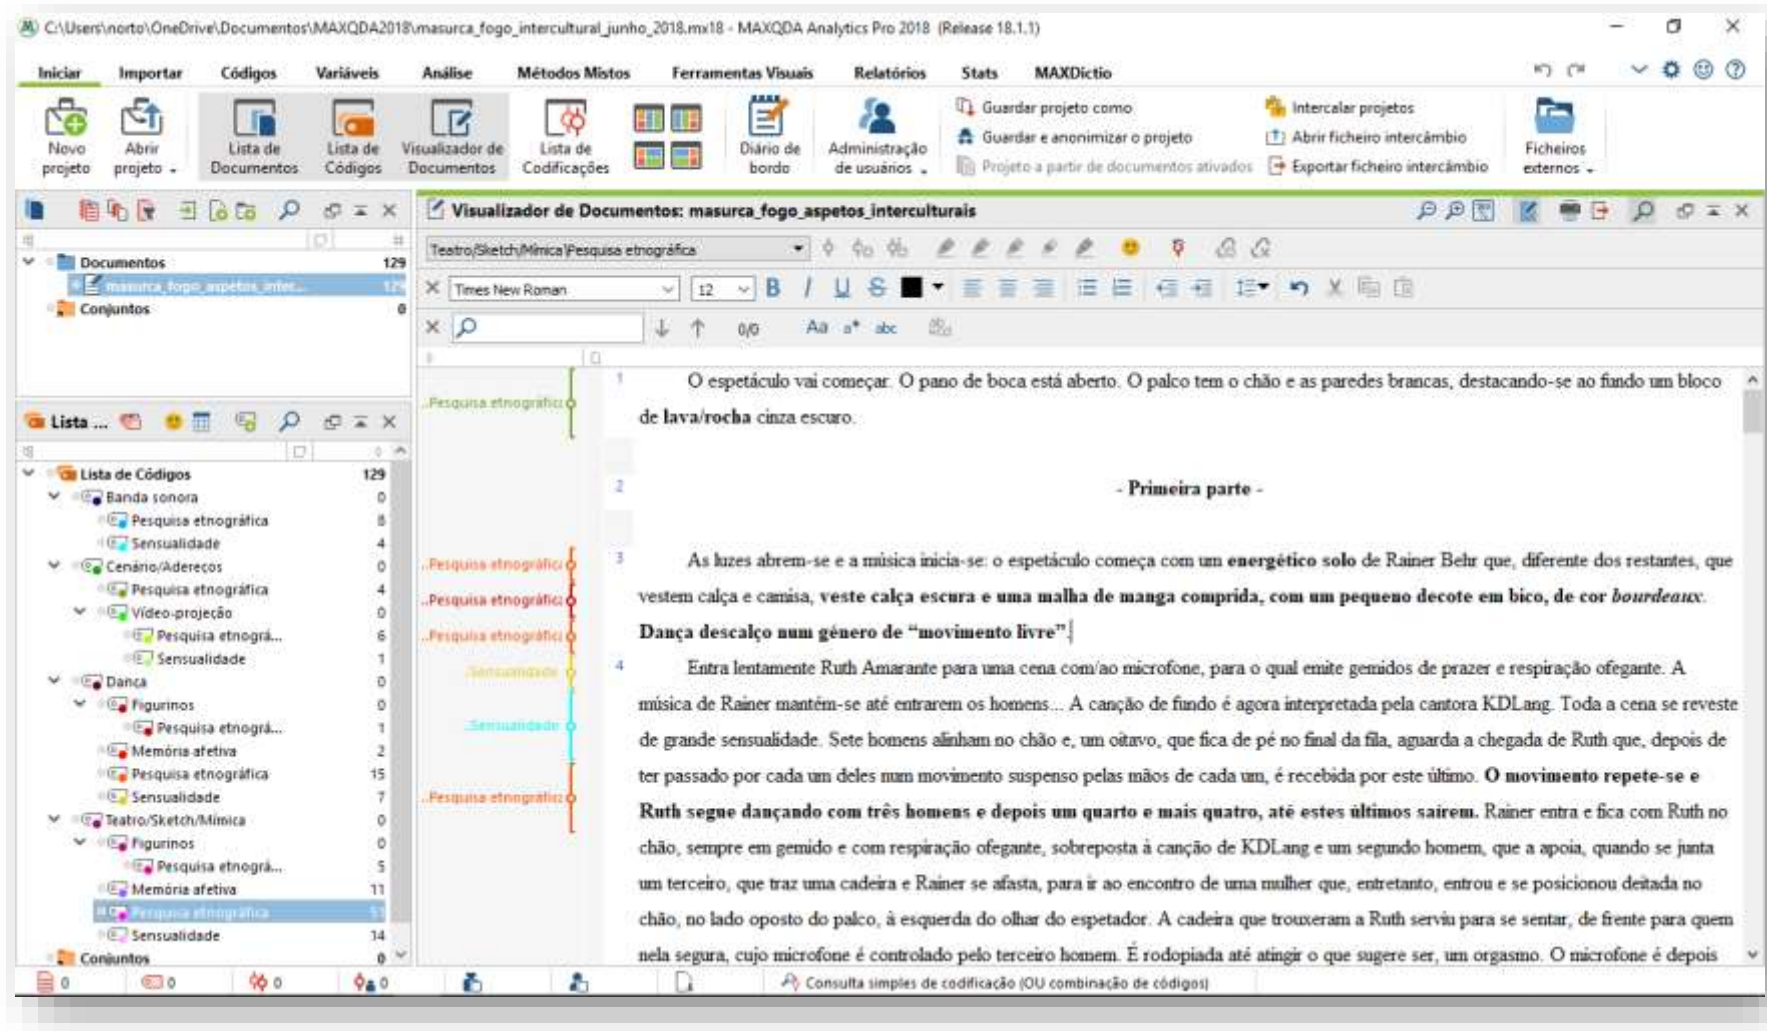 C:\Users\norto\OneDrive\Documentos\MAXQDA2018\masurca_fogo_intercultural_junho_2018.mx18 - MAXQDA Analytics Pro 2018 (Release 18.1.1)
Iniciar Importar Códigos Variáveis Análise Métodos Mistos Ferramentas Visuais Relatórios Stats MAXDictio
Novo projeto
Abrir projeto
Lista de Documentos
Lista de Códigos
Visualizador de Documentos
Lista de Codificações
Diário de bordo
Administração de usuários
Guardar projeto como
Guardar e anonimizar o projeto
Projeto a partir de documentos ativados
Intercalar projetos
Abrir ficheiro intercâmbio
Exportar ficheiro intercâmbio
Ficheiros externos
Documentos 129
masurca_fogo_aspetos_inter... 129
Conjuntos 0
Lista ...
Lista de Códigos 129
Banda sonora 0
Pesquisa etnográfica 8
Sensualidade 4
Cenário/Adereços 0
Pesquisa etnográfica 4
Vídeo-projeção 0
Pesquisa etnográ... 6
Sensualidade 1
Dança 0
Figurinos 0
Pesquisa etnográ... 1
Memória afetiva 2
Pesquisa etnográfica 15
Sensualidade 7
Teatro/Sketch/Mímica 0
Figurinos 0
Pesquisa etnográ... 5
Memória afetiva 11
Pesquisa etnográfica 51
Sensualidade 14
Conjuntos 0
Visualizador de Documentos: masurca_fogo_aspetos_interculturais
Teatro/Sketch/Mímica\Pesquisa etnográfica
Times New Roman 12 B I U S
0/0 Aa a* abc
..Pesquisa etnográfica
..Pesquisa etnográfica
..Pesquisa etnográfica
..Pesquisa etnográfica
..Sensualidade
..Sensualidade
..Pesquisa etnográfica
1 O espetáculo vai começar. O pano de boca está aberto. O palco tem o chão e as paredes brancas, destacando-se ao fundo um bloco
de lava/rocha cinza escuro.
2 - Primeira parte -
3 As luzes abrem-se e a música inicia-se: o espetáculo começa com um energético solo de Rainer Behr que, diferente dos restantes, que
vestem calça e camisa, veste calça escura e uma malha de manga comprida, com um pequeno decote em bico, de cor bourdeaux.
Dança descalço num género de “movimento livre”.
4 Entra lentamente Ruth Amarante para uma cena com/ao microfone, para o qual emite gemidos de prazer e respiração ofegante. A
música de Rainer mantém-se até entrarem os homens... A canção de fundo é agora interpretada pela cantora KDLang. Toda a cena se reveste
de grande sensualidade. Sete homens alinham no chão e, um oitavo, que fica de pé no final da fila, aguarda a chegada de Ruth que, depois de
ter passado por cada um deles num movimento suspenso pelas mãos de cada um, é recebida por este último. O movimento repete-se e
Ruth segue dançando com três homens e depois um quarto e mais quatro, até estes últimos saírem. Rainer entra e fica com Ruth no
chão, sempre em gemido e com respiração ofegante, sobreposta à canção de KDLang e um segundo homem, que a apoia, quando se junta
um terceiro, que traz uma cadeira e Rainer se afasta, para ir ao encontro de uma mulher que, entretanto, entrou e se posicionou deitada no
chão, no lado oposto do palco, à esquerda do olhar do espetador. A cadeira que trouxeram a Ruth serviu para se sentar, de frente para quem
nela segura, cujo microfone é controlado pelo terceiro homem. É rodopiada até atingir o que sugere ser, um orgasmo. O microfone é depois
0 0 0 0 Consulta simples de codificação (OU combinação de códigos)